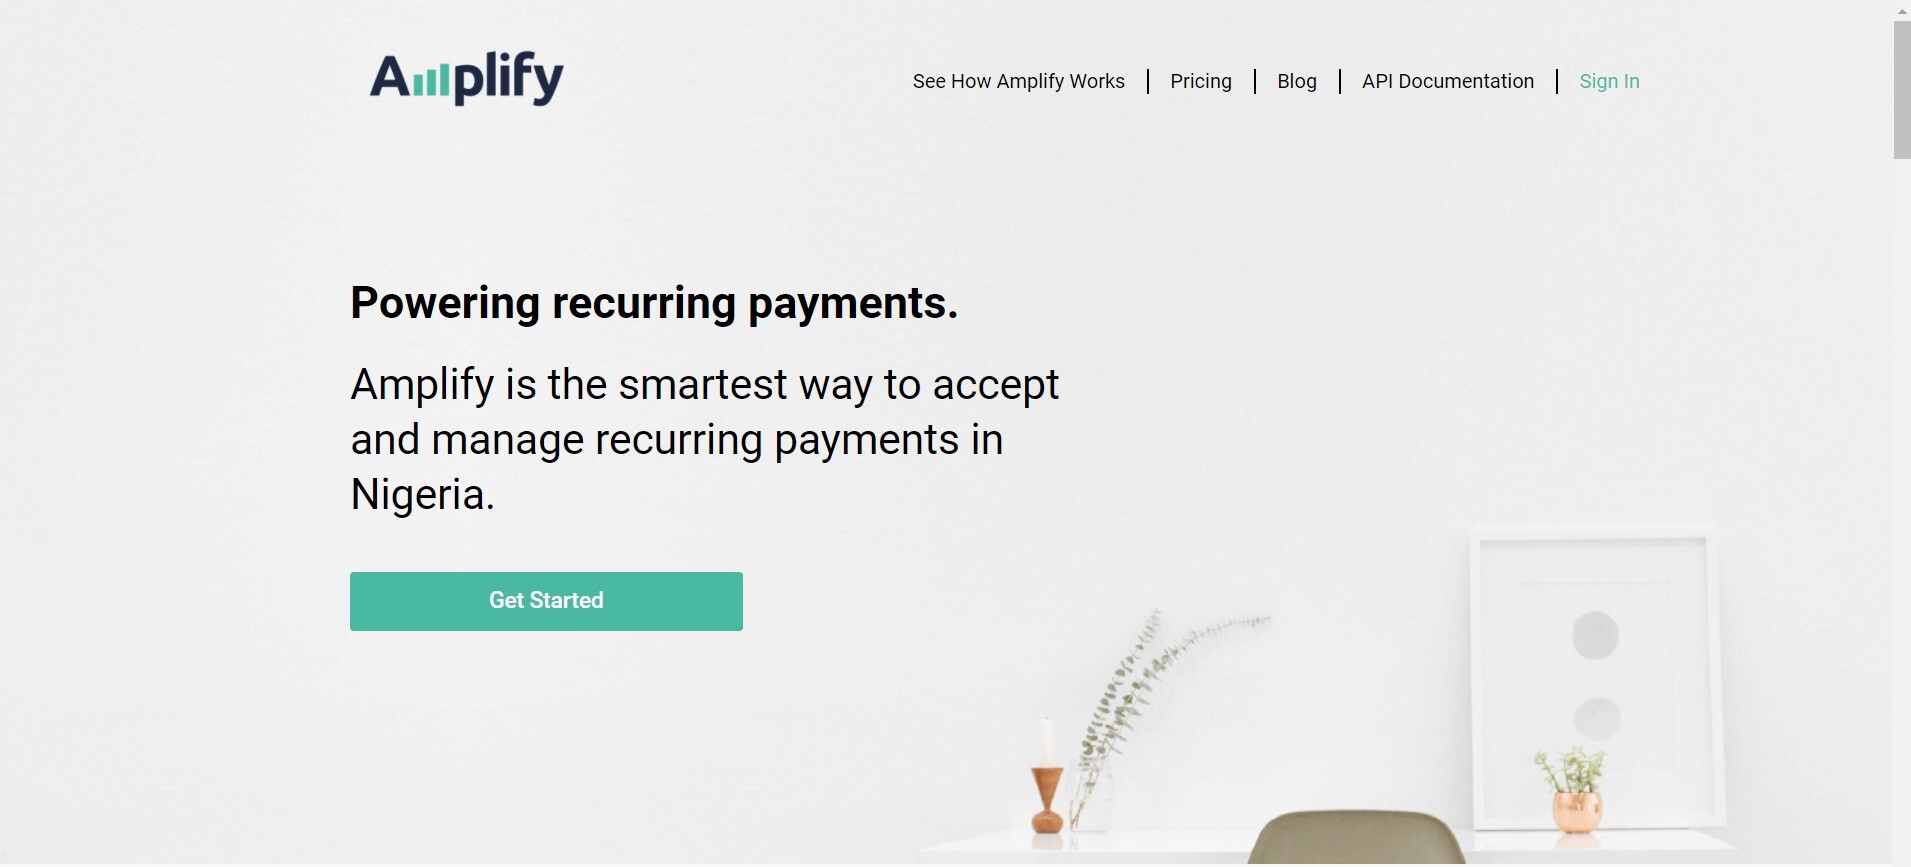 Amplify
See How Amplify Works
Pricing
Blog
API Documentation
Sign In
Powering recurring payments.
Amplify is the smartest way to accept
and manage recurring payments in
Nigeria.
Get Started